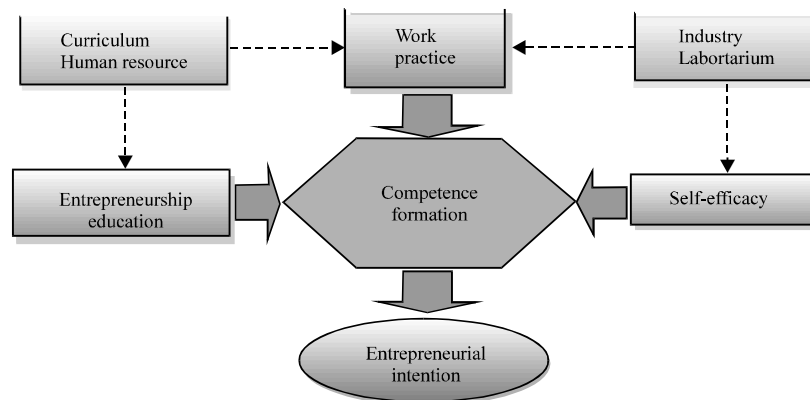 Curriculum
Human resource
Work
practice
Industry
Labortarium
Entrepreneurship
education
Competence
formation
Self-efficacy
Entrepreneurial
intention